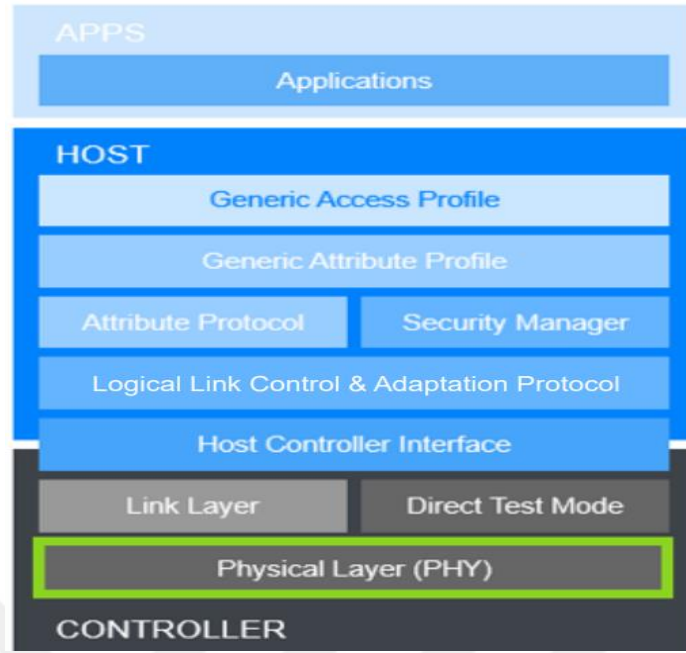 APPS
Applications
HOST
Generic Access Profile
Generic Attribute Profile
Attribute Protocol
Security Manager
Logical Link Control & Adaptation Protocol
Host Controller Interface
Link Layer
Direct Test Mode
Physical Layer (PHY)
CONTROLLER